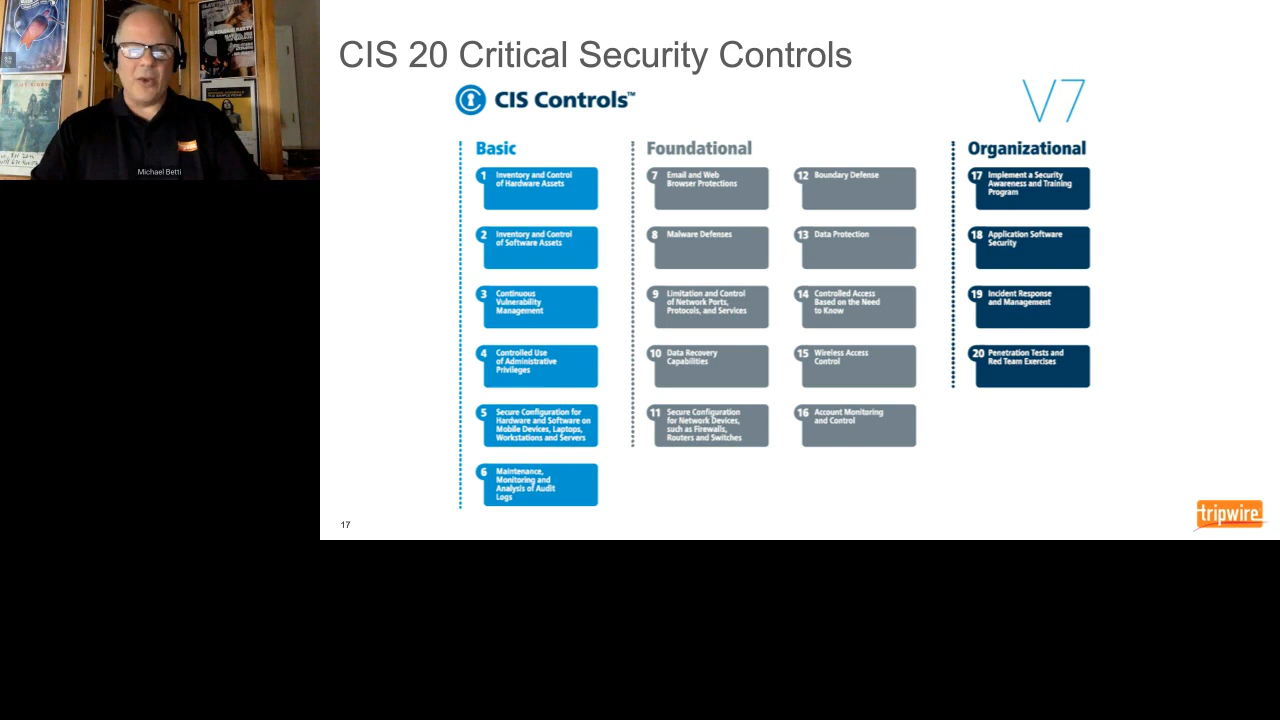 Michael Betti
CIS 20 Critical Security Controls
CIS Controls™
V7
Basic
1 Inventory and Control
of Hardware Assets
2 Inventory and Control
of Software Assets
3 Continuous
Vulnerability
Management
4 Controlled Use
of Administrative
Privileges
5 Secure Configuration for
Hardware and Software on
Mobile Devices, Laptops,
Workstations and Servers
6 Maintenance,
Monitoring and
Analysis of Audit
Logs
Foundational
7 Email and Web
Browser Protections
8 Malware Defenses
9 Limitation and Control
of Network Ports,
Protocols, and Services
10 Data Recovery
Capabilities
11 Secure Configuration
for Network Devices,
such as Firewalls,
Routers and Switches
12 Boundary Defense
13 Data Protection
14 Controlled Access
Based on the Need
to Know
15 Wireless Access
Control
16 Account Monitoring
and Control
Organizational
17 Implement a Security
Awareness and Training
Program
18 Application Software
Security
19 Incident Response
and Management
20 Penetration Tests and
Red Team Exercises
17
tripwire